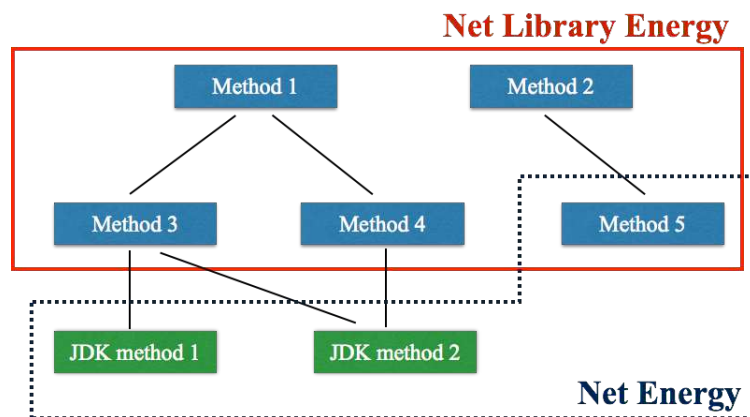 Net Library Energy
Method 1
Method 2
Method 3
Method 4
Method 5
JDK method 1
JDK method 2
Net Energy